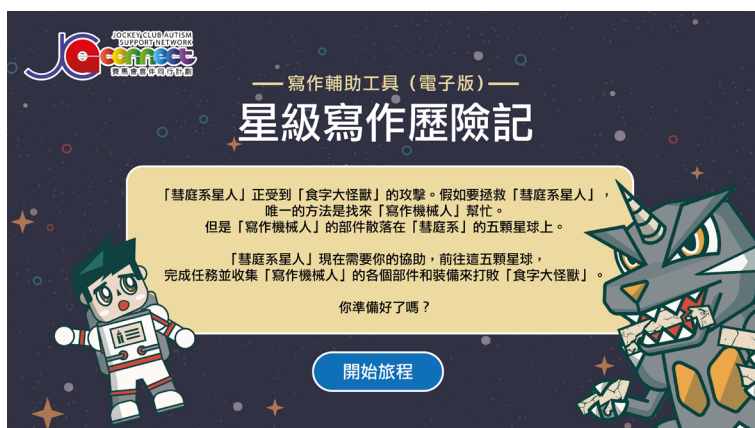 JOCKEY CLUB AUTISM
SUPPORT NETWORK
JC connect
賽馬會喜伴同行計劃
寫作輔助工具（電子版）
星級寫作歷險記
「彗庭系星人」正受到「食字大怪獸」的攻擊。假如要拯救「彗庭系星人」，
唯一的方法是找來「寫作機械人」幫忙。
但是「寫作機械人」的部件散落在「彗庭系」的五顆星球上。
「彗庭系星人」現在需要你的協助，前往這五顆星球，
完成任務並收集「寫作機械人」的各個部件和裝備來打敗「食字大怪獸」。
你準備好了嗎？
開始旅程